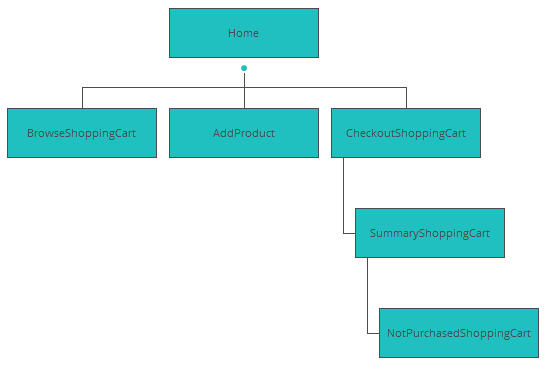 Home
BrowseShoppingCart
AddProduct
CheckoutShoppingCart
SummaryShoppingCart
NotPurchasedShoppingCart